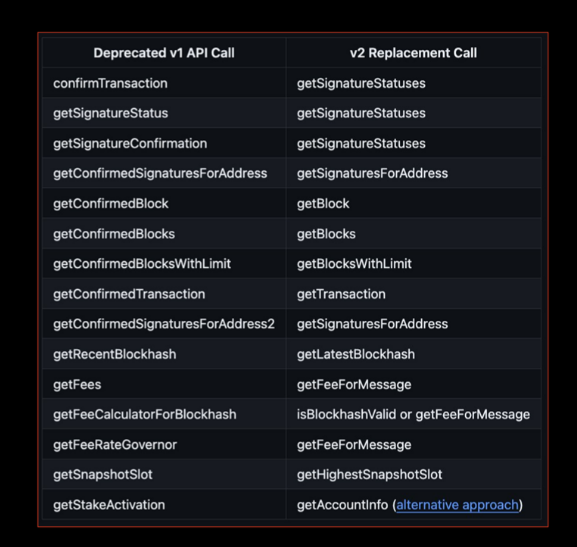 Deprecated v1 API Call v2 Replacement Call
confirmTransaction getSignatureStatuses
getSignatureStatus getSignatureStatuses
getSignatureConfirmation getSignatureStatuses
getConfirmedSignaturesForAddress getSignaturesForAddress
getConfirmedBlock getBlock
getConfirmedBlocks getBlocks
getConfirmedBlocksWithLimit getBlocksWithLimit
getConfirmedTransaction getTransaction
getConfirmedSignaturesForAddress2 getSignaturesForAddress
getRecentBlockhash getLatestBlockhash
getFees getFeeForMessage
getFeeCalculatorForBlockhash isBlockhashValid or getFeeForMessage
getFeeRateGovernor getFeeForMessage
getSnapshotSlot getHighestSnapshotSlot
getStakeActivation getAccountInfo (alternative approach)